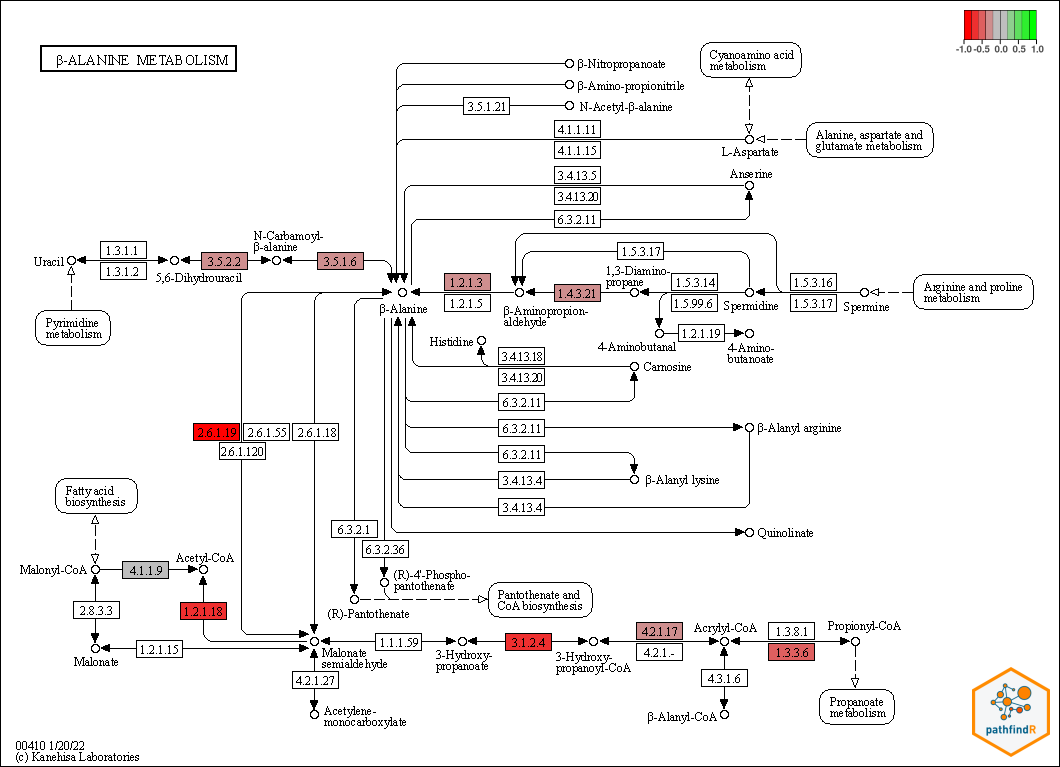 β-ALANINE METABOLISM
-1.0 -0.5 0.0 0.5 1.0
β-Nitropropanoate
β-Amino-propionitrile
3.5.1.21
N-Acetyl-β-alanine
Cyanoamino acid
metabolism
4.1.1.11
4.1.1.15
L-Aspartate
Alanine, aspartate and
glutamate metabolism
3.4.13.5
3.4.13.20
Anserine
6.3.2.11
Uracil
1.3.1.1
1.3.1.2
5,6-Dihydrouracil
3.5.2.2
N-Carbamoyl-
β-alanine
3.5.1.6
Pyrimidine
metabolism
β-Alanine
1.2.1.3
1.2.1.5
β-Aminopropion-
aldehyde
1.4.3.21
1,3-Diamino-
propane
1.5.3.17
1.5.3.14
1.5.99.6
Spermidine
1.5.3.16
1.5.3.17
Spermine
Arginine and proline
metabolism
4-Aminobutanal
1.2.1.19
4-Amino-
butanoate
Histidine
3.4.13.18
3.4.13.20
Carnosine
6.3.2.11
6.3.2.11
β-Alanyl arginine
6.3.2.11
3.4.13.4
β-Alanyl lysine
3.4.13.4
Quinolinate
2.6.1.19
2.6.1.55
2.6.1.18
2.6.1.120
Fatty acid
biosynthesis
Malonyl-CoA
4.1.1.9
Acetyl-CoA
2.8.3.3
1.2.1.18
Malonate
1.2.1.15
6.3.2.1
6.3.2.36
(R)-4'-Phospho-
pantothenate
(R)-Pantothenate
Pantothenate and
CoA biosynthesis
Malonate
semialdehyde
4.2.1.27
Acetylene-
monocarboxylate
1.1.1.59
3-Hydroxy-
propanoate
3.1.2.4
3-Hydroxy-
propanoyl-CoA
4.2.1.17
4.2.1.-
Acrylyl-CoA
1.3.8.1
1.3.3.6
Propionyl-CoA
4.3.1.6
β-Alanyl-CoA
Propanoate
metabolism
00410 1/20/22
(c) Kanehisa Laboratories
pathfindR